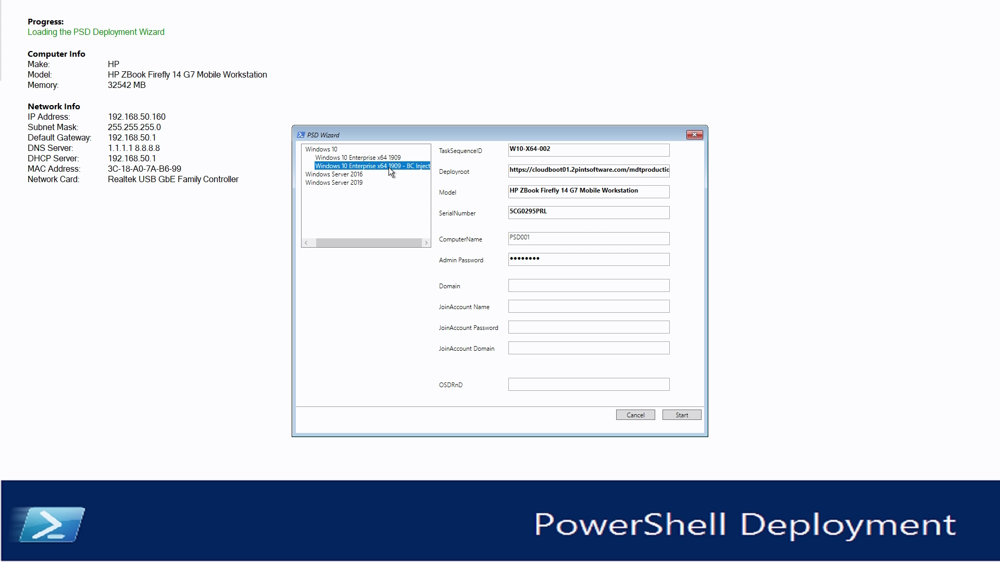 Progress:
Loading the PSD Deployment Wizard
Computer Info
Make: HP
Model: HP ZBook Firefly 14 G7 Mobile Workstation
Memory: 32542 MB
Network Info
IP Address: 192.168.50.160
Subnet Mask: 255.255.255.0
Default Gateway: 192.168.50.1
DNS Server: 1.1.1.1 8.8.8.8
DHCP Server: 192.168.50.1
MAC Address: 3C-18-A0-7A-B6-99
Network Card: Realtek USB GbE Family Controller
PSD Wizard
Windows 10
Windows 10 Enterprise x64 1909
Windows 10 Enterprise x64 1909 - BC Inject
Windows Server 2016
Windows Server 2019
TaskSequenceID W10-X64-002
Deployroot https://cloudboot01.2pintsoftware.com/mdtproductio
Model HP ZBook Firefly 14 G7 Mobile Workstation
SerialNumber 5CG0295PRL
ComputerName PSD001
Admin Password ••••••••
Domain
JoinAccount Name
JoinAccount Password
JoinAccount Domain
OSDRnD
Cancel Start
PowerShell Deployment